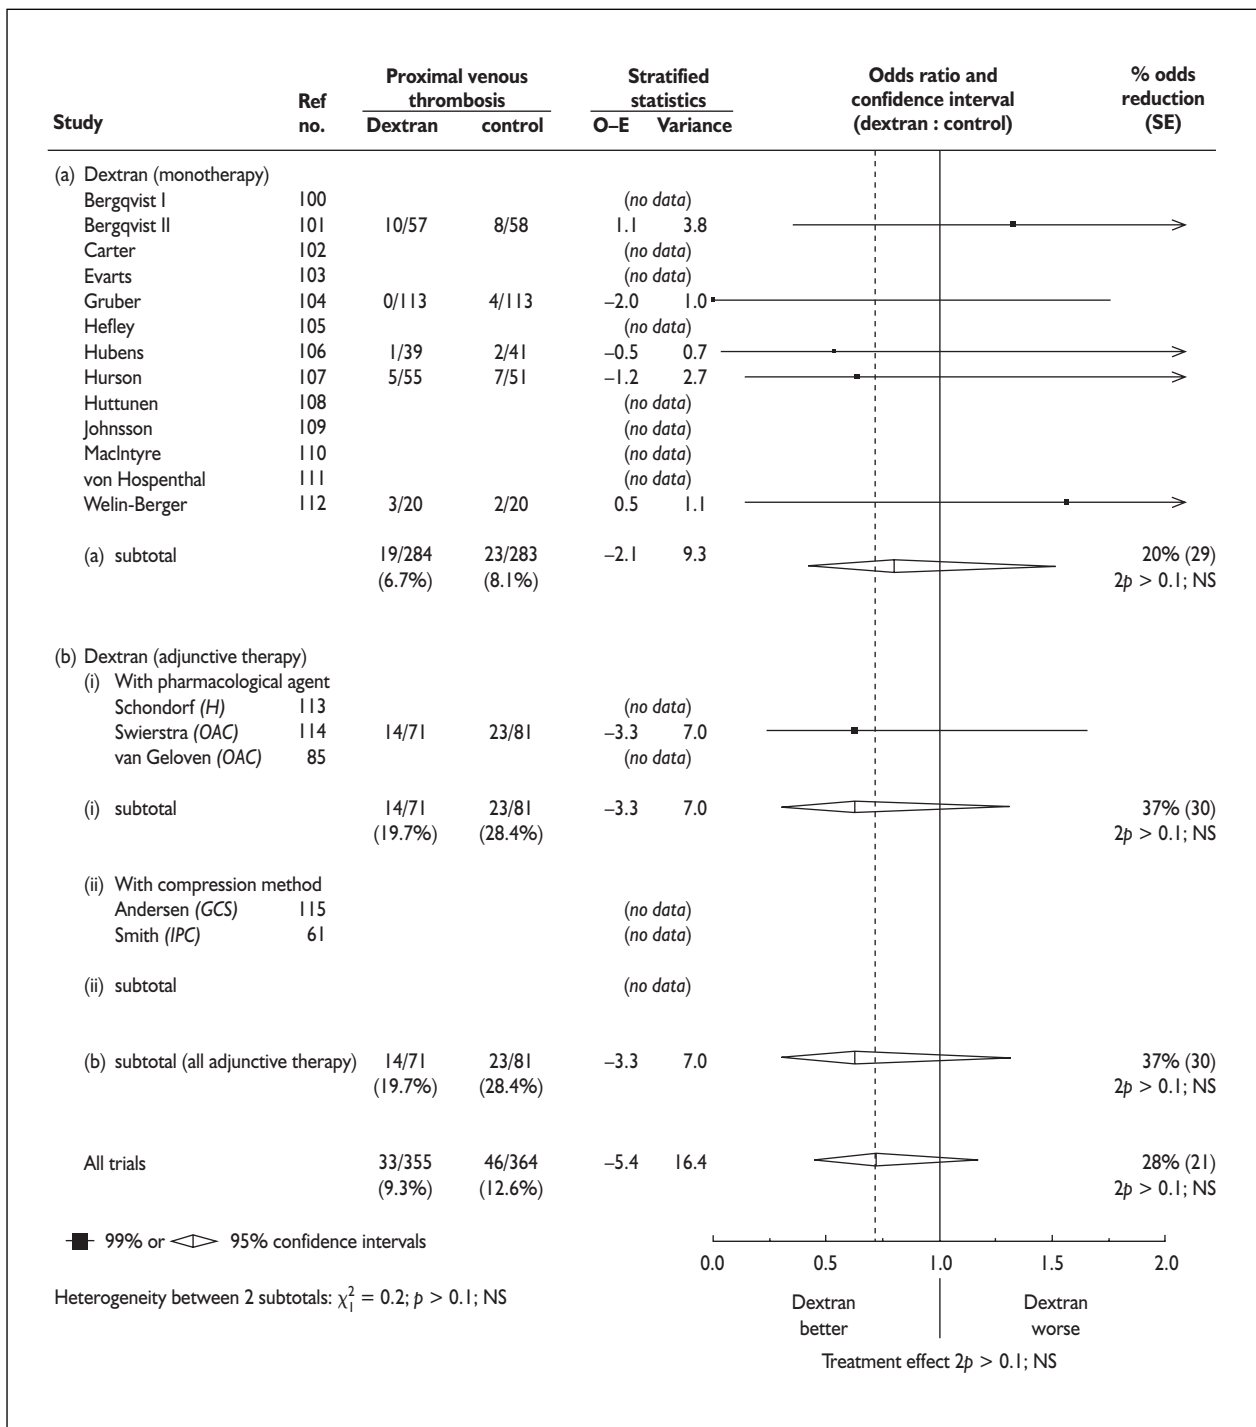 Study Ref no. Proximal venous thrombosis Stratified statistics Odds ratio and confidence interval (dextran : control) % odds reduction (SE)
Dextran control O–E Variance
(a) Dextran (monotherapy)
Bergqvist I 100 (no data)
Bergqvist II 101 10/57 8/58 1.1 3.8
Carter 102 (no data)
Evarts 103 (no data)
Gruber 104 0/113 4/113 –2.0 1.0
Hefley 105 (no data)
Hubens 106 1/39 2/41 –0.5 0.7
Hurson 107 5/55 7/51 –1.2 2.7
Huttunen 108 (no data)
Johnsson 109 (no data)
MacIntyre 110 (no data)
von Hospenthal 111 (no data)
Welin-Berger 112 3/20 2/20 0.5 1.1
(a) subtotal 19/284 23/283 –2.1 9.3 20% (29)
(6.7%) (8.1%) 2p > 0.1; NS
(b) Dextran (adjunctive therapy)
(i) With pharmacological agent
Schondorf (H) 113 (no data)
Swierstra (OAC) 114 14/71 23/81 –3.3 7.0
van Geloven (OAC) 85 (no data)
(i) subtotal 14/71 23/81 –3.3 7.0 37% (30)
(19.7%) (28.4%) 2p > 0.1; NS
(ii) With compression method
Andersen (GCS) 115 (no data)
Smith (IPC) 61 (no data)
(ii) subtotal (no data)
(b) subtotal (all adjunctive therapy) 14/71 23/81 –3.3 7.0 37% (30)
(19.7%) (28.4%) 2p > 0.1; NS
All trials 33/355 46/364 –5.4 16.4 28% (21)
(9.3%) (12.6%) 2p > 0.1; NS
99% or 95% confidence intervals
0.0 0.5 1.0 1.5 2.0
Heterogeneity between 2 subtotals: χ²₁ = 0.2; p > 0.1; NS
Dextran better Dextran worse
Treatment effect 2p > 0.1; NS